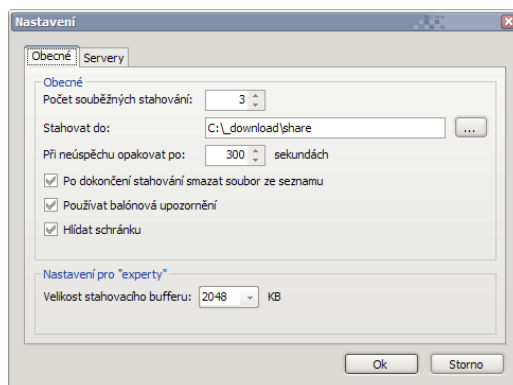 Nastavení
Obecné Servery
Obecné
Počet souběžných stahování: 3
Stahovat do: C:\_download\share ...
Při neúspěchu opakovat po: 300 sekundách
Po dokončení stahování smazat soubor ze seznamu
Používat balónová upozornění
Hlídat schránku
Nastavení pro "experty"
Velikost stahovacího bufferu: 2048 KB
Ok Storno